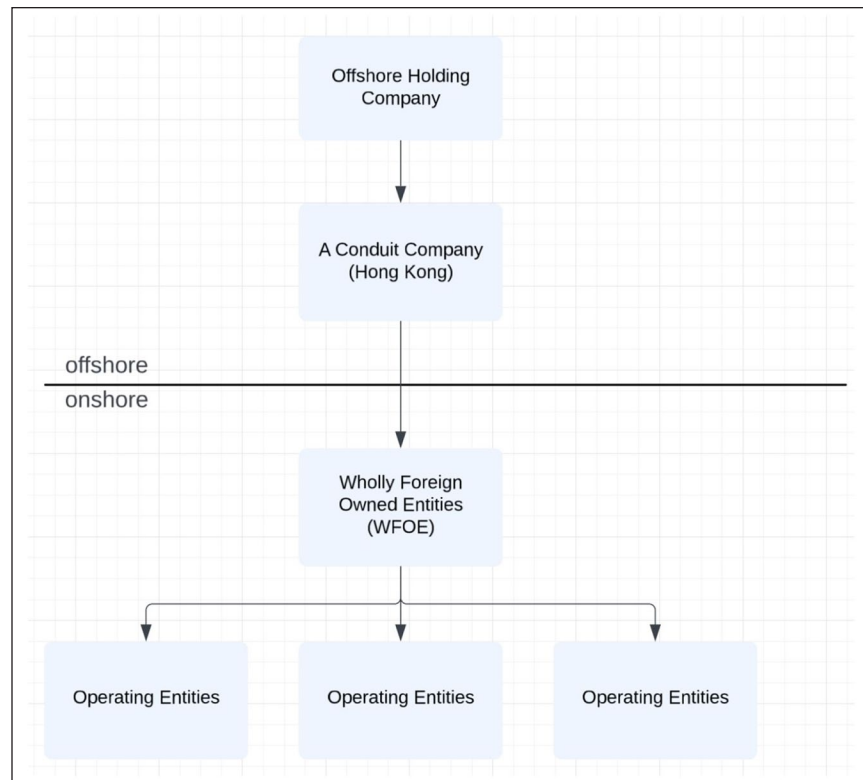 Offshore Holding
Company
A Conduit Company
(Hong Kong)
offshore
onshore
Wholly Foreign
Owned Entities
(WFOE)
Operating Entities
Operating Entities
Operating Entities